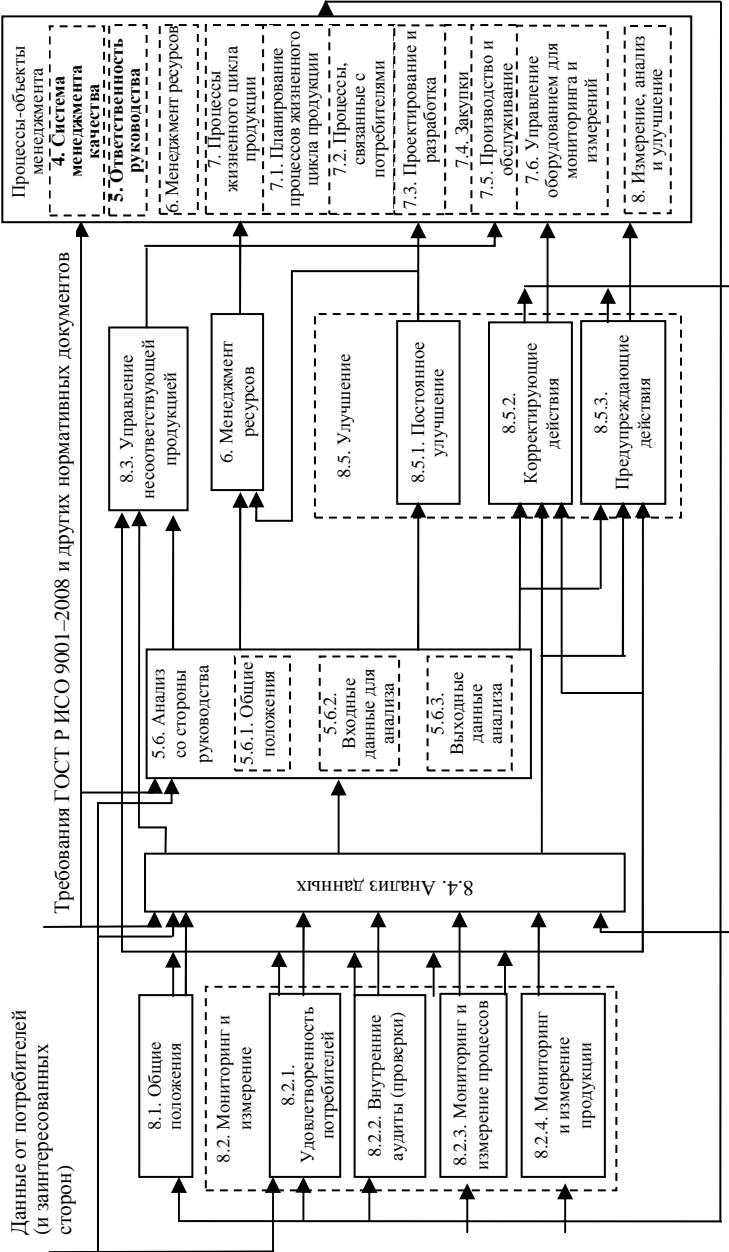 Данные от потребителей
(и заинтересованных
сторон)
Требования ГОСТ Р ИСО 9001–2008 и других нормативных документов
8.1. Общие
положения
8.2. Мониторинг и
измерение
8.2.1.
Удовлетворенность
потребителей
8.2.2. Внутренние
аудиты (проверки)
8.2.3. Мониторинг и
измерение процессов
8.2.4. Мониторинг
и измерение
продукции
8.4. Анализ данных
5.6. Анализ
со стороны
руководства
5.6.1. Общие
положения
5.6.2.
Входные
данные для
анализа
5.6.3.
Выходные
данные
анализа
8.3. Управление
несоответствующей
продукцией
6. Менеджмент
ресурсов
8.5. Улучшение
8.5.1. Постоянное
улучшение
8.5.2.
Корректирующие
действия
8.5.3.
Предупреждающие
действия
Процессы-объекты
менеджмента
4. Система
менеджмента
качества
5. Ответственность
руководства
6. Менеджмент ресурсов
7. Процессы
жизненного цикла
продукции
7.1. Планирование
процессов жизненного
цикла продукции
7.2. Процессы,
связанные с
потребителями
7.3. Проектирование и
разработка
7.4. Закупки
7.5. Производство и
обслуживание
7.6. Управление
оборудованием для
мониторинга и
измерений
8. Измерение, анализ
и улучшение